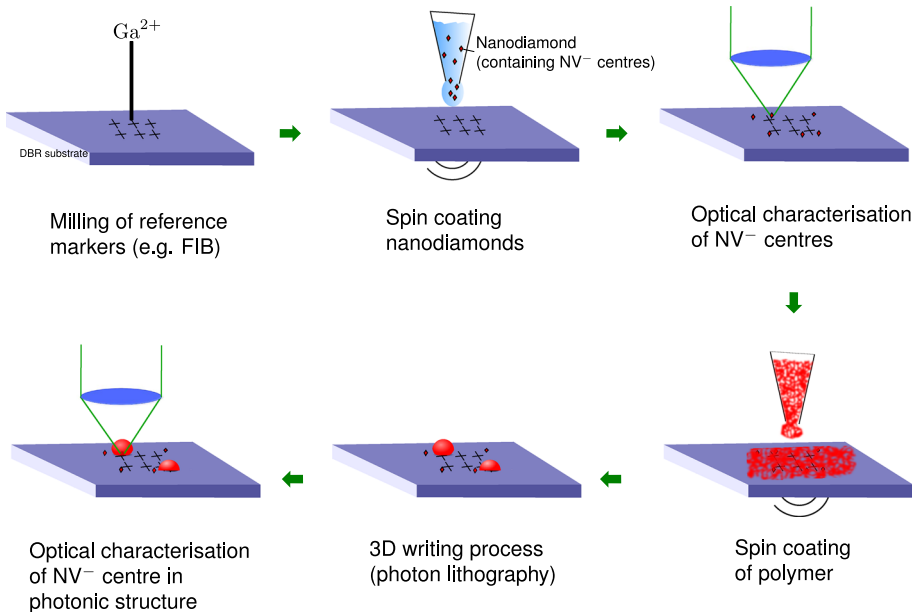 Ga²⁺
DBR substrate
Milling of reference
markers (e.g. FIB)
Nanodiamond
(containing NV⁻ centres)
Spin coating
nanodiamonds
Optical characterisation
of NV⁻ centres
Spin coating
of polymer
3D writing process
(photon lithography)
Optical characterisation
of NV⁻ centre in
photonic structure